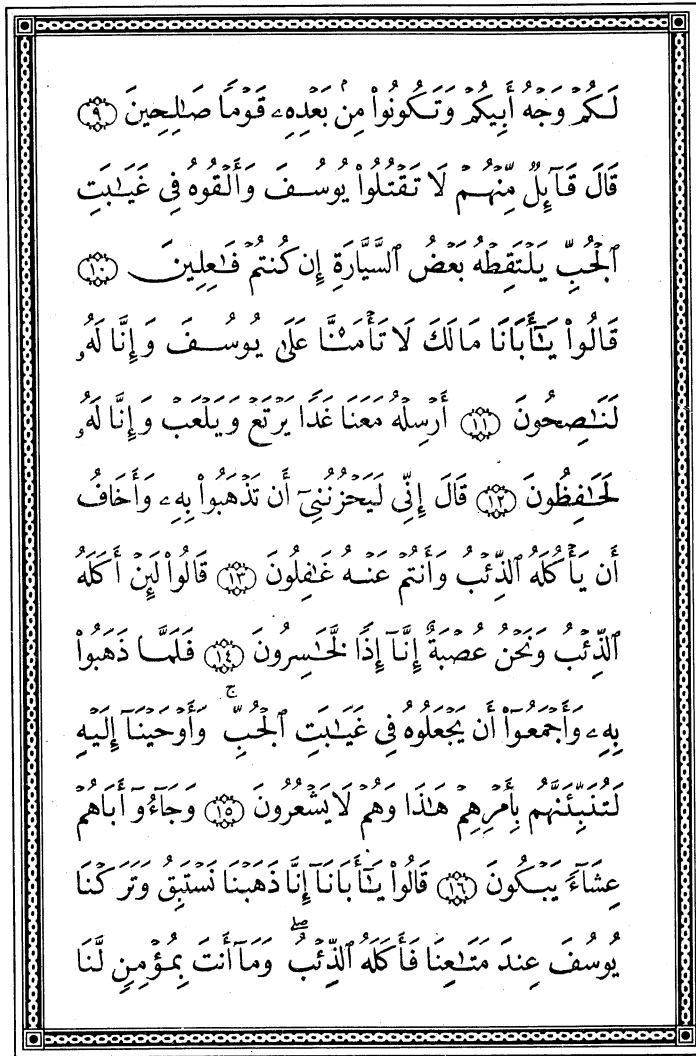 لَكُمْ وَجْهُ أَبِيكُمْ وَتَكُونُوا۟ مِنۢ بَعْدِهِۦ قَوْمًا صَٰلِحِينَ ۝٩
قَالَ قَآئِلٌ مِّنْهُمْ لَا تَقْتُلُوا۟ يُوسُفَ وَأَلْقُوهُ فِى غَيَٰبَتِ
ٱلْجُبِّ يَلْتَقِطْهُ بَعْضُ ٱلسَّيَّارَةِ إِن كُنتُمْ فَٰعِلِينَ ۝١٠
قَالُوا۟ يَٰٓأَبَانَا مَالَكَ لَا تَأْمَ۫نَّا عَلَىٰ يُوسُفَ وَإِنَّا لَهُۥ
لَنَٰصِحُونَ ۝١١ أَرْسِلْهُ مَعَنَا غَدًا يَرْتَعْ وَيَلْعَبْ وَإِنَّا لَهُۥ
لَحَٰفِظُونَ ۝١٢ قَالَ إِنِّى لَيَحْزُنُنِىٓ أَن تَذْهَبُوا۟ بِهِۦ وَأَخَافُ
أَن يَأْكُلَهُ ٱلذِّئْبُ وَأَنتُمْ عَنْهُ غَٰفِلُونَ ۝١٣ قَالُوا۟ لَئِنْ أَكَلَهُ
ٱلذِّئْبُ وَنَحْنُ عُصْبَةٌ إِنَّآ إِذًا لَّخَٰسِرُونَ ۝١٤ فَلَمَّا ذَهَبُوا۟
بِهِۦ وَأَجْمَعُوٓا۟ أَن يَجْعَلُوهُ فِى غَيَٰبَتِ ٱلْجُبِّ ۚ وَأَوْحَيْنَآ إِلَيْهِ
لَتُنَبِّئَنَّهُم بِأَمْرِهِمْ هَٰذَا وَهُمْ لَا يَشْعُرُونَ ۝١٥ وَجَآءُوٓ أَبَاهُمْ
عِشَآءً يَبْكُونَ ۝١٦ قَالُوا۟ يَٰٓأَبَانَآ إِنَّا ذَهَبْنَا نَسْتَبِقُ وَتَرَكْنَا
يُوسُفَ عِندَ مَتَٰعِنَا فَأَكَلَهُ ٱلذِّئْبُ ۖ وَمَآ أَنتَ بِمُؤْمِنٍ لَّنَا